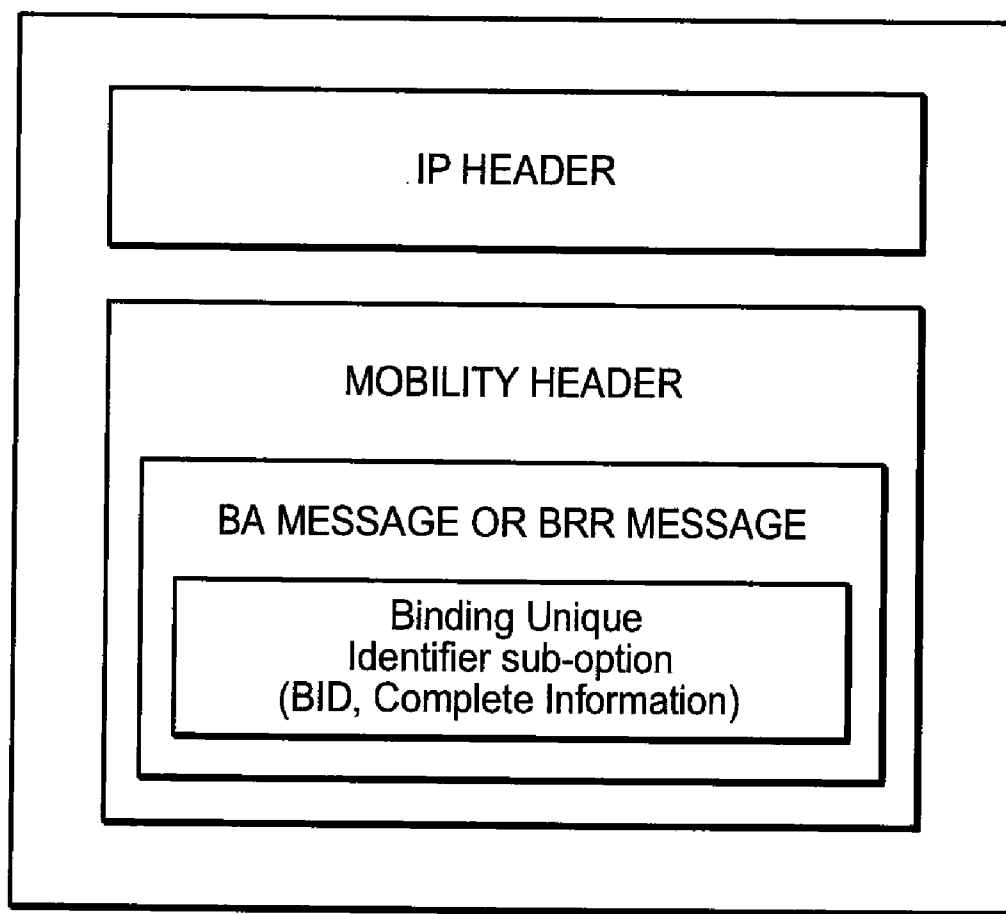 IP HEADER
MOBILITY HEADER
BA MESSAGE OR BRR MESSAGE
Binding Unique
Identifier sub-option
(BID, Complete Information)